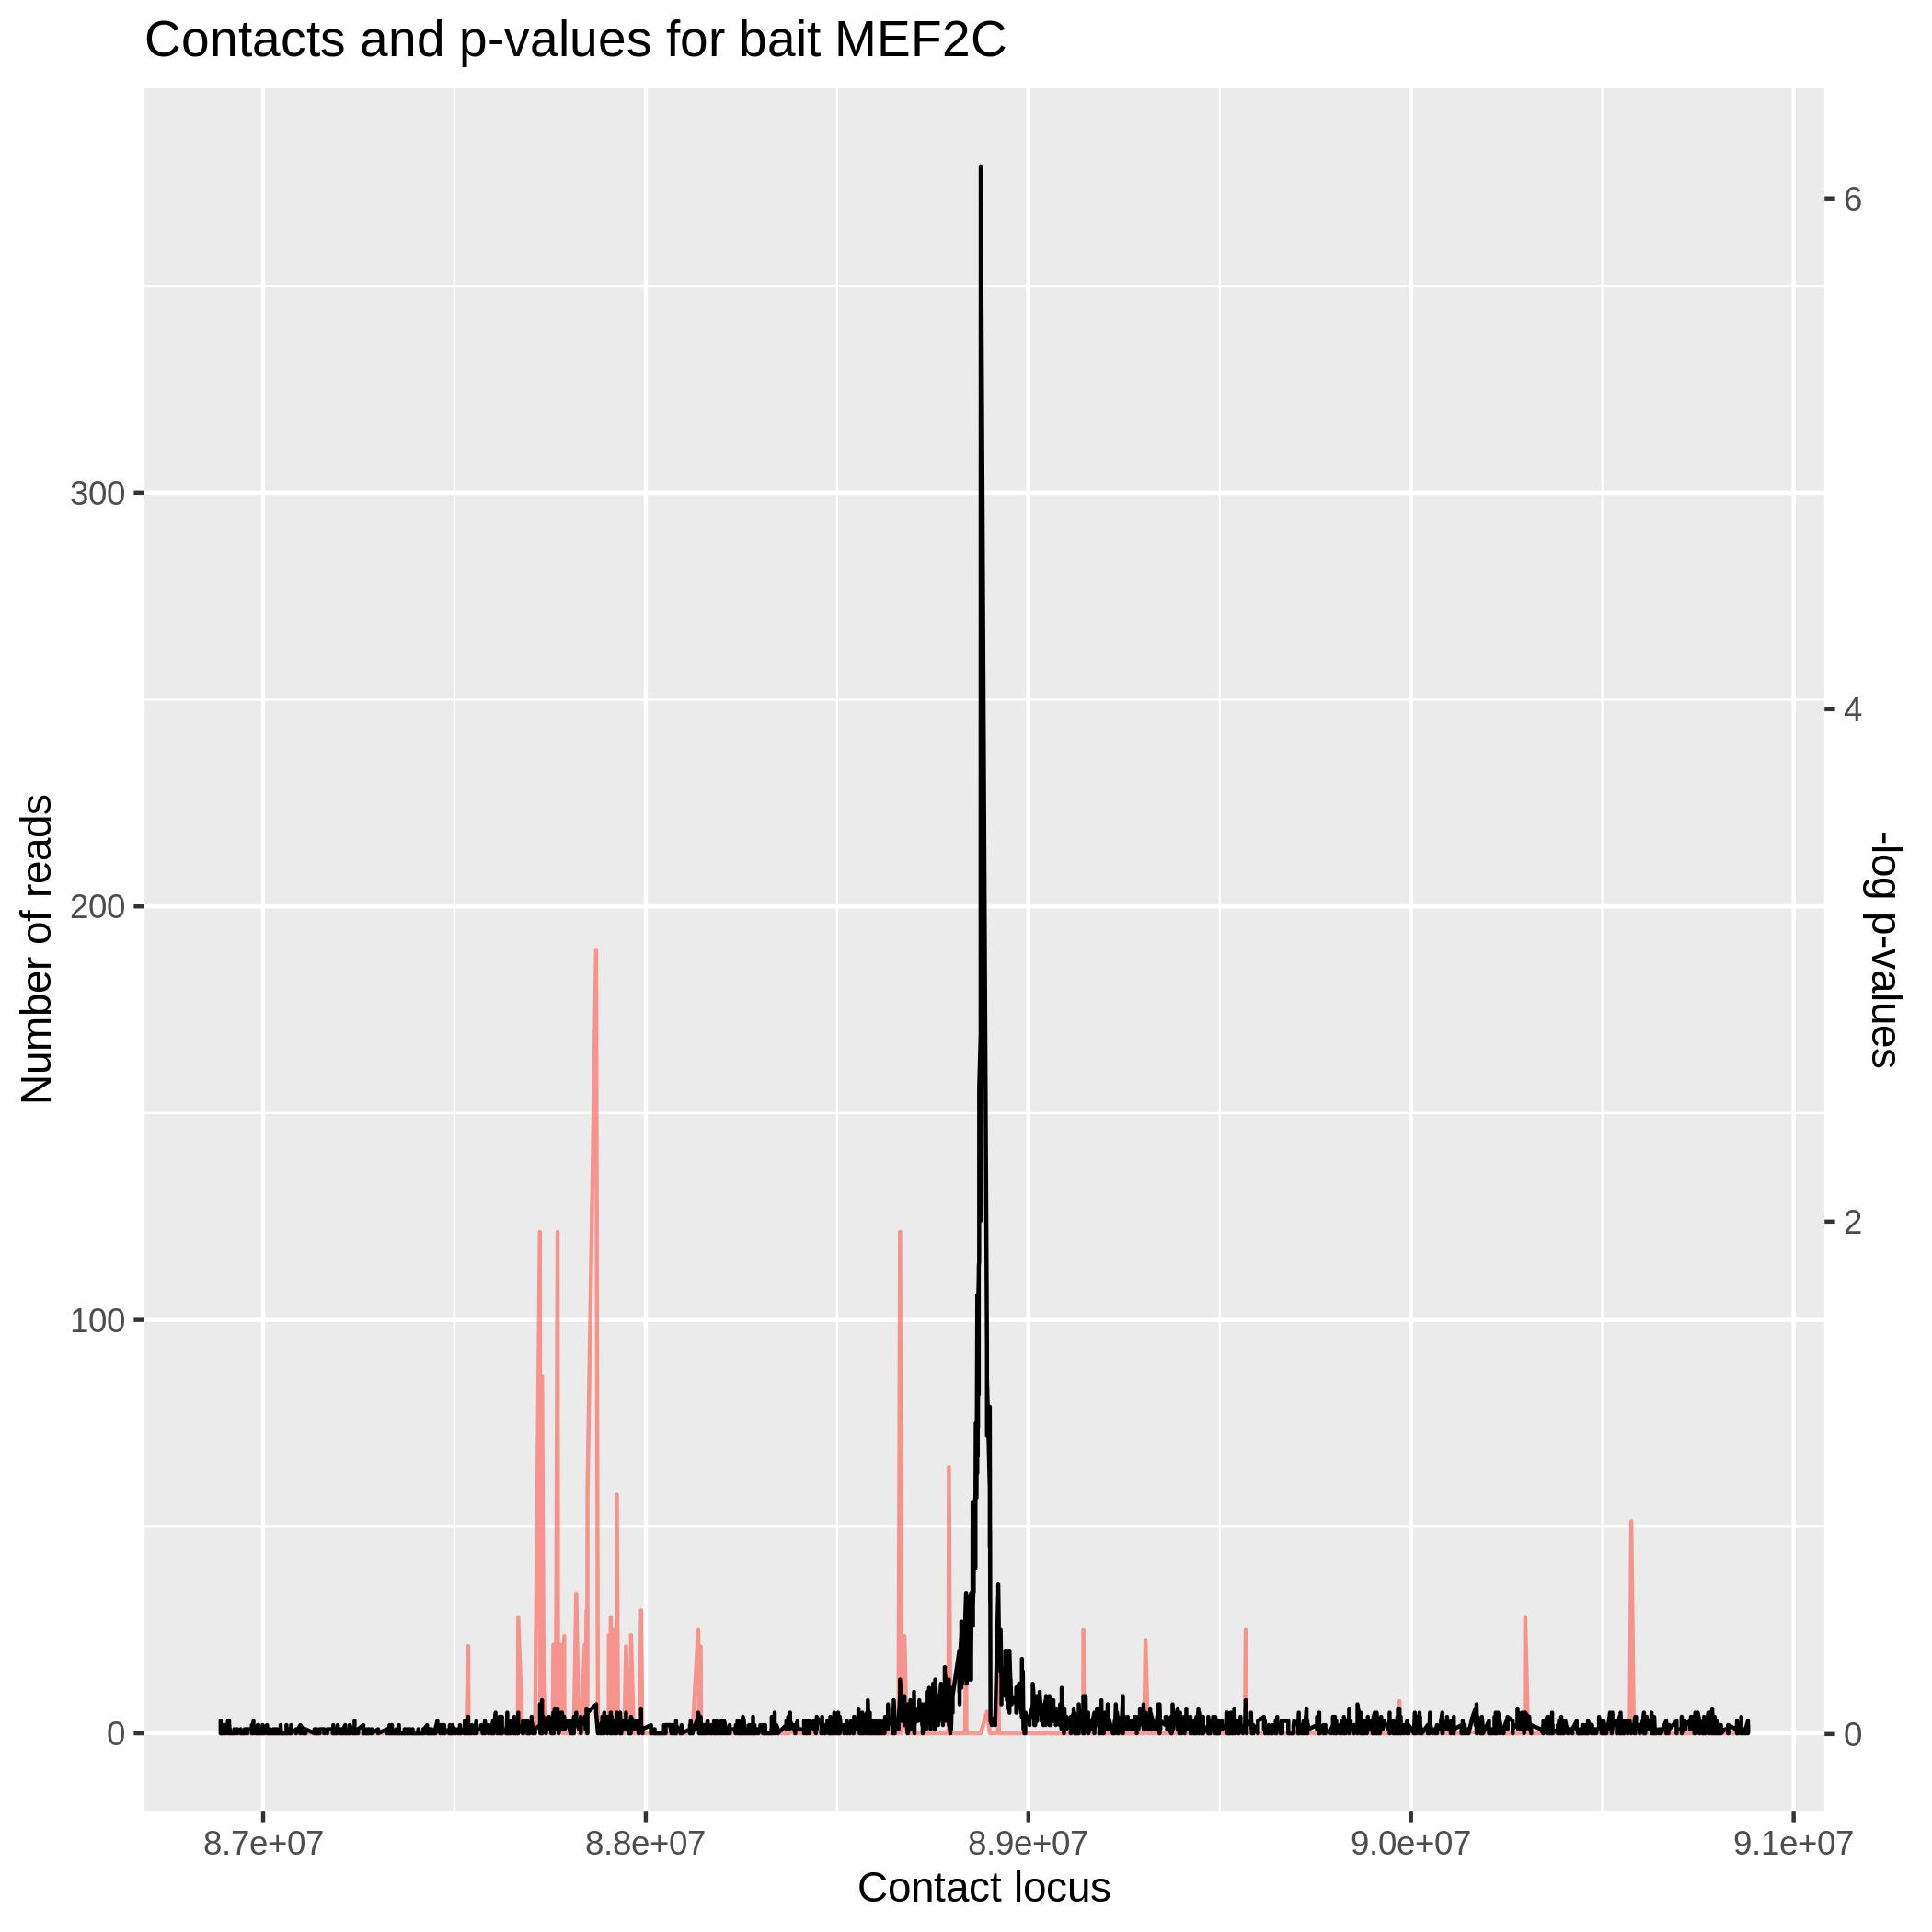 Contacts and p-values for bait MEF2C
Number of reads
300
200
100
0
6
4
2
0
-log p-values
8.7e+07
8.8e+07
8.9e+07
9.0e+07
9.1e+07
Contact locus